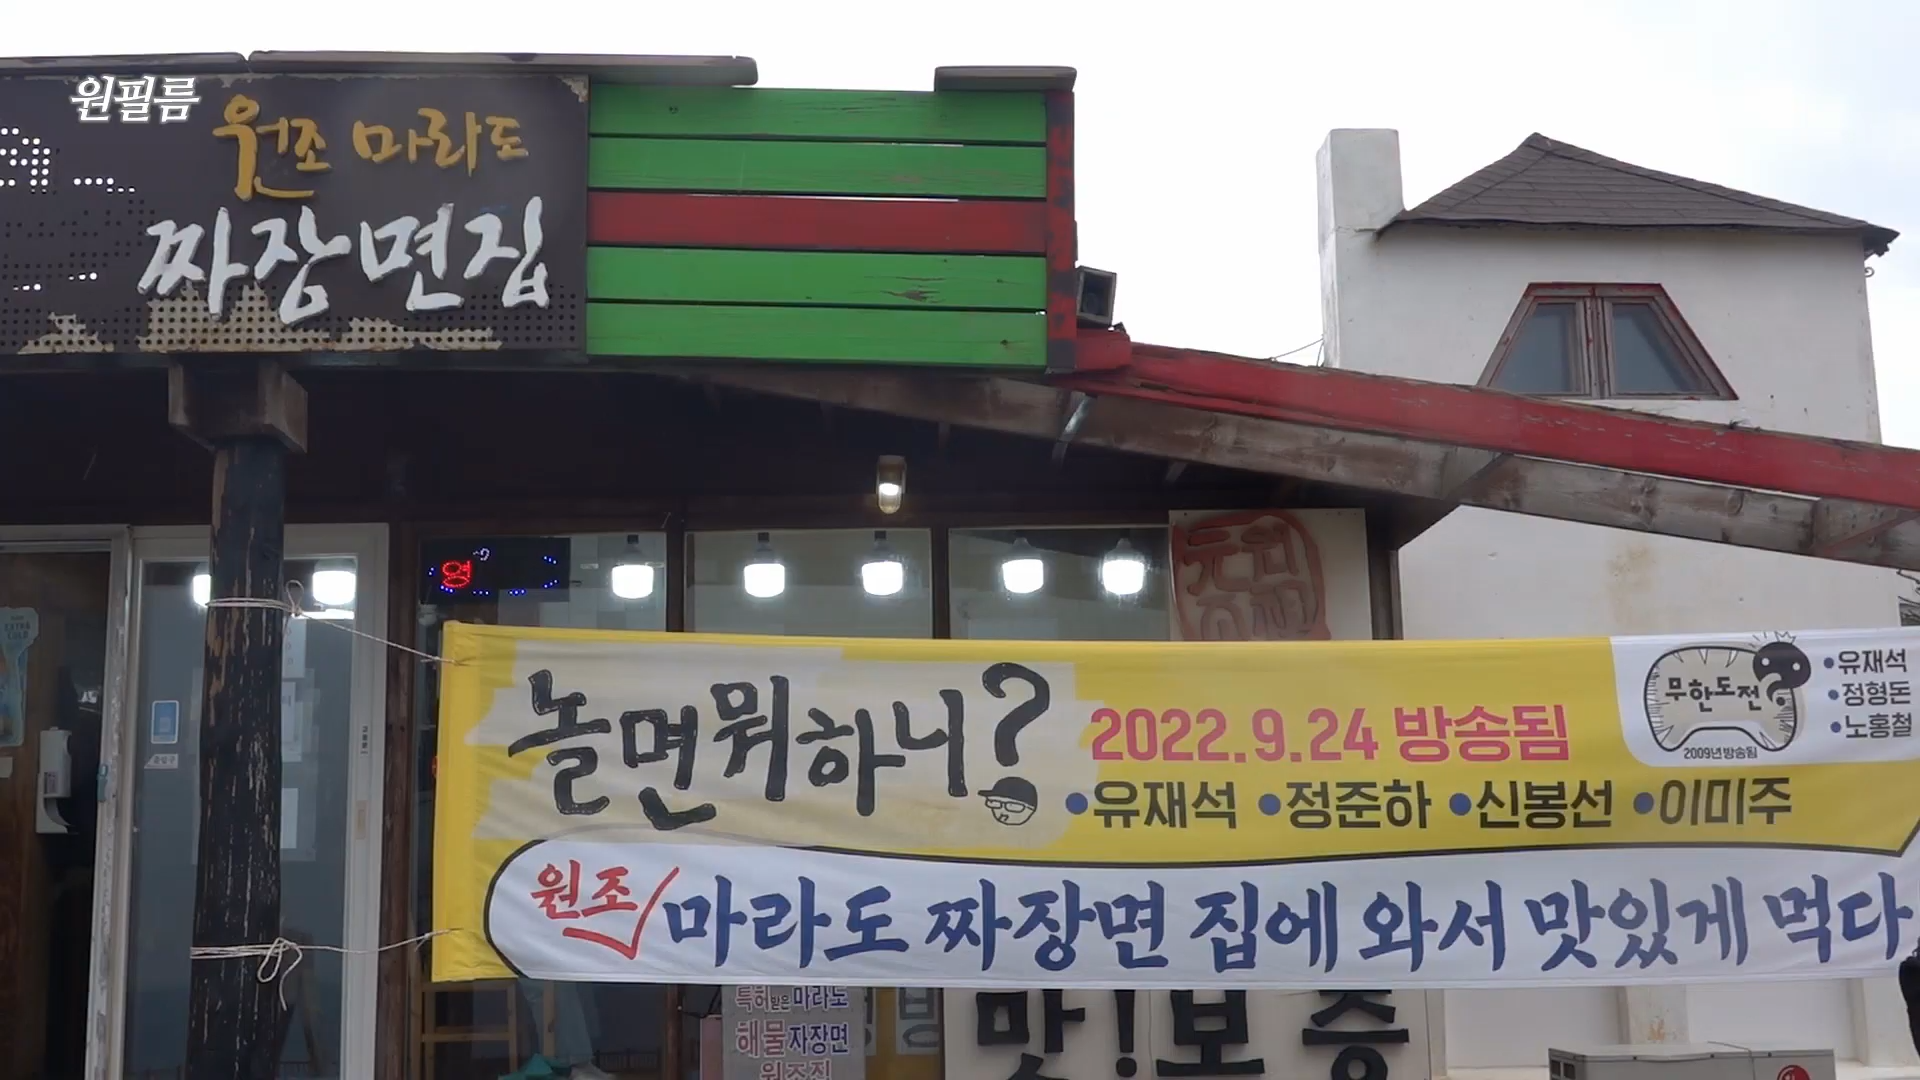 원필름
원조 마라도
짜장면집
영
놀면뭐하니?
2022.9.24 방송됨
•유재석 •정준하 •신봉선 •이미주
무한도전?
2009년방송됨
•유재석
•정형돈
•노홍철
원조 마라도 짜장면 집에 와서 맛있게 먹다
특허받은마라도
해물자장면
원조집
맛!보증